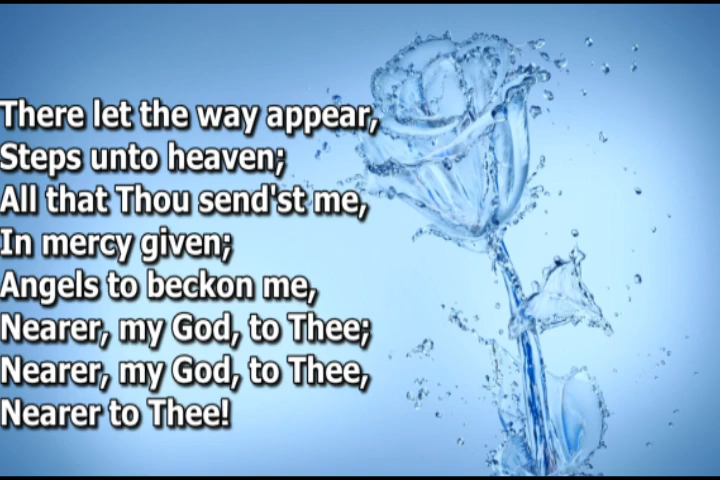 There let the way appear,
Steps unto heaven;
All that Thou send'st me,
In mercy given;
Angels to beckon me,
Nearer, my God, to Thee;
Nearer, my God, to Thee,
Nearer to Thee!